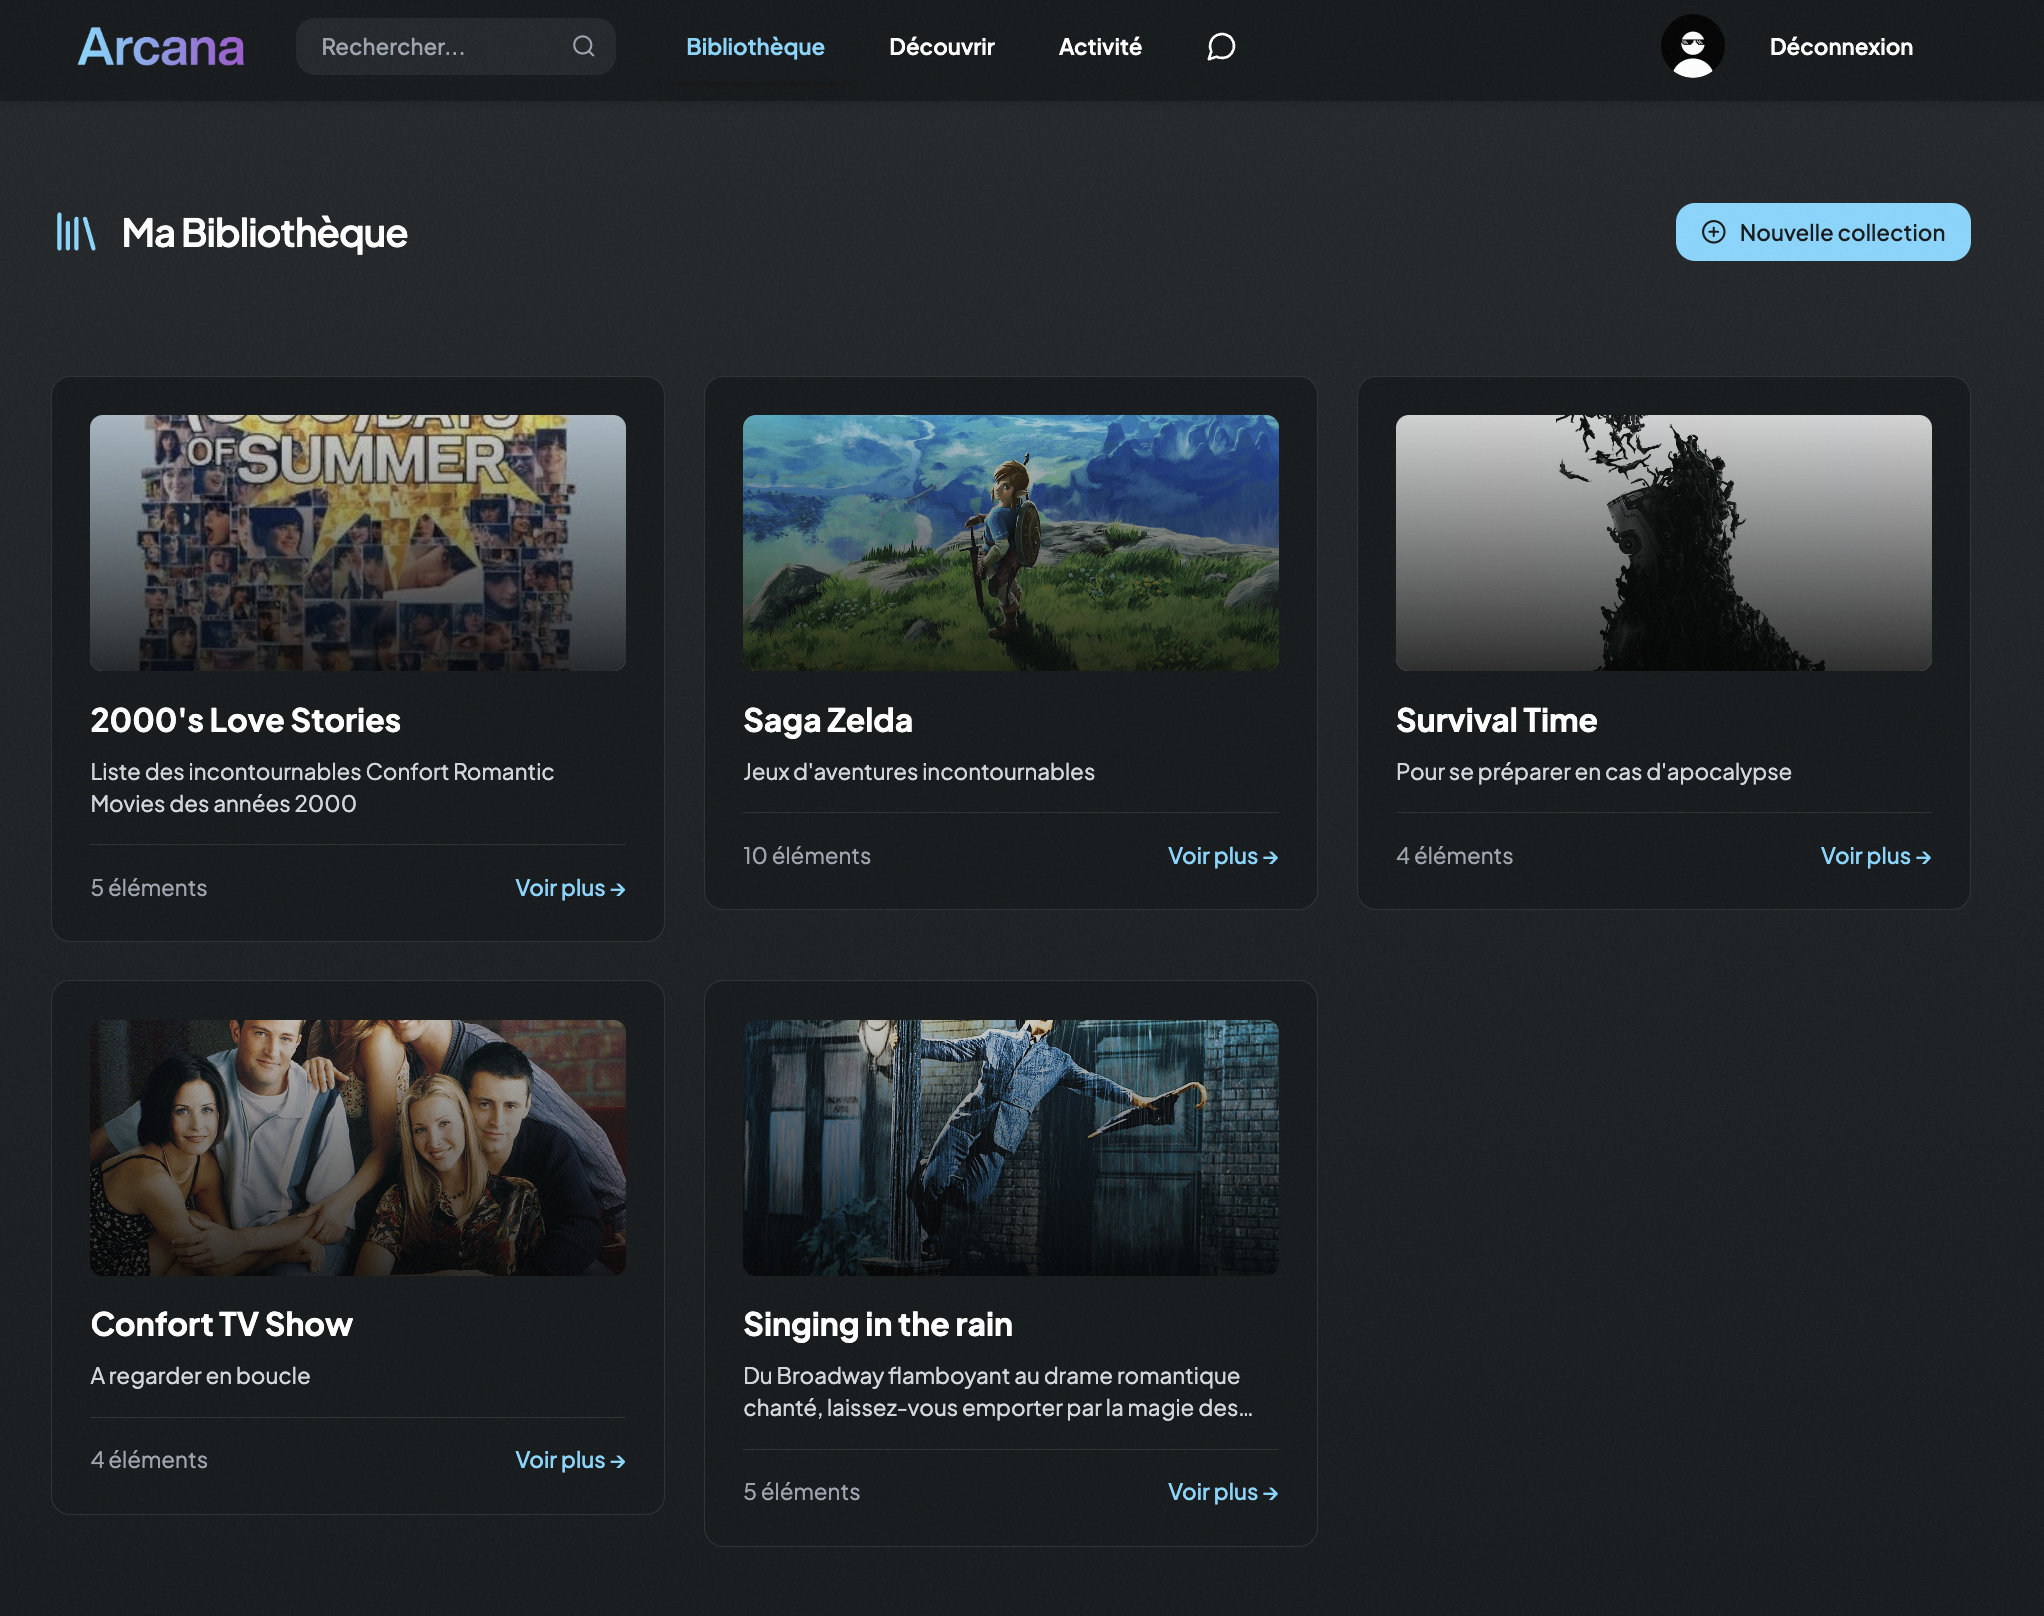 Arcana
Rechercher...
Bibliothèque
Découvrir
Activité
Déconnexion
Ma Bibliothèque
Nouvelle collection
DAYS
OF SUMMER
2000's Love Stories
Liste des incontournables Confort Romantic
Movies des années 2000
5 éléments
Voir plus →
Saga Zelda
Jeux d'aventures incontournables
10 éléments
Voir plus →
Survival Time
Pour se préparer en cas d'apocalypse
4 éléments
Voir plus →
Confort TV Show
A regarder en boucle
4 éléments
Voir plus →
Singing in the rain
Du Broadway flamboyant au drame romantique
chanté, laissez-vous emporter par la magie des...
5 éléments
Voir plus →